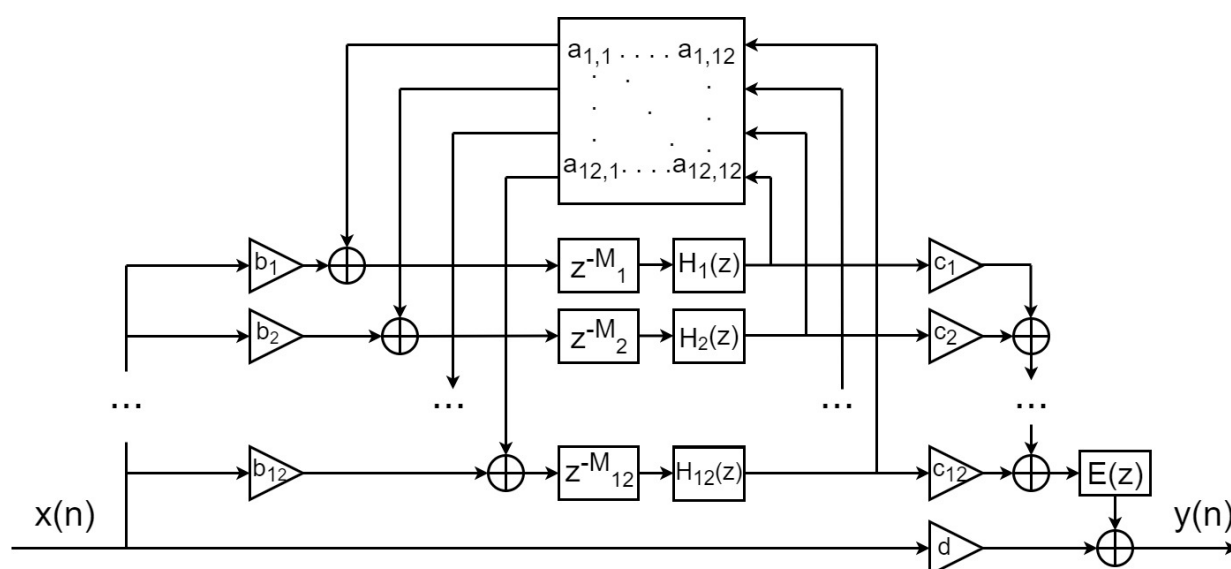 a1,1 . . . . a1,12
a12,1 . . . . a12,12
b1 z-M1 H1(z) c1
b2 z-M2 H2(z) c2
... ... ... ...
b12 z-M12 H12(z) c12 E(z)
x(n) d y(n)